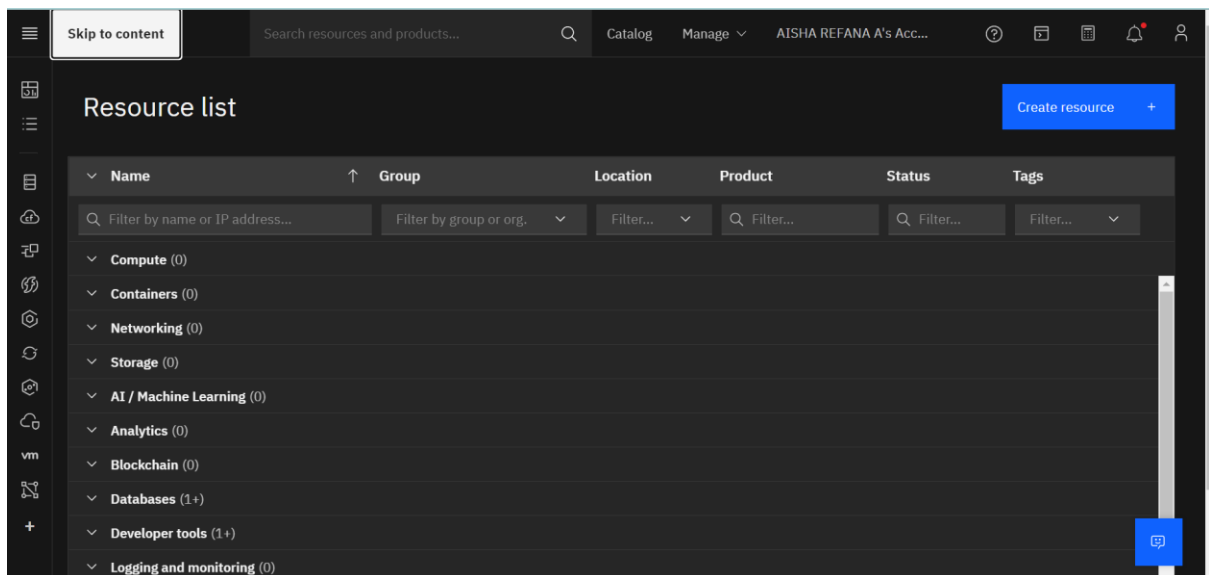 Skip to content
Search resources and products...
Catalog
Manage
AISHA REFANA A's Acc...
Resource list
Create resource +
Name
Group
Location
Product
Status
Tags
Filter by name or IP address...
Filter by group or org.
Filter...
Filter...
Filter...
Filter...
Compute (0)
Containers (0)
Networking (0)
Storage (0)
AI / Machine Learning (0)
Analytics (0)
Blockchain (0)
vm
Databases (1+)
Developer tools (1+)
Logging and monitoring (0)